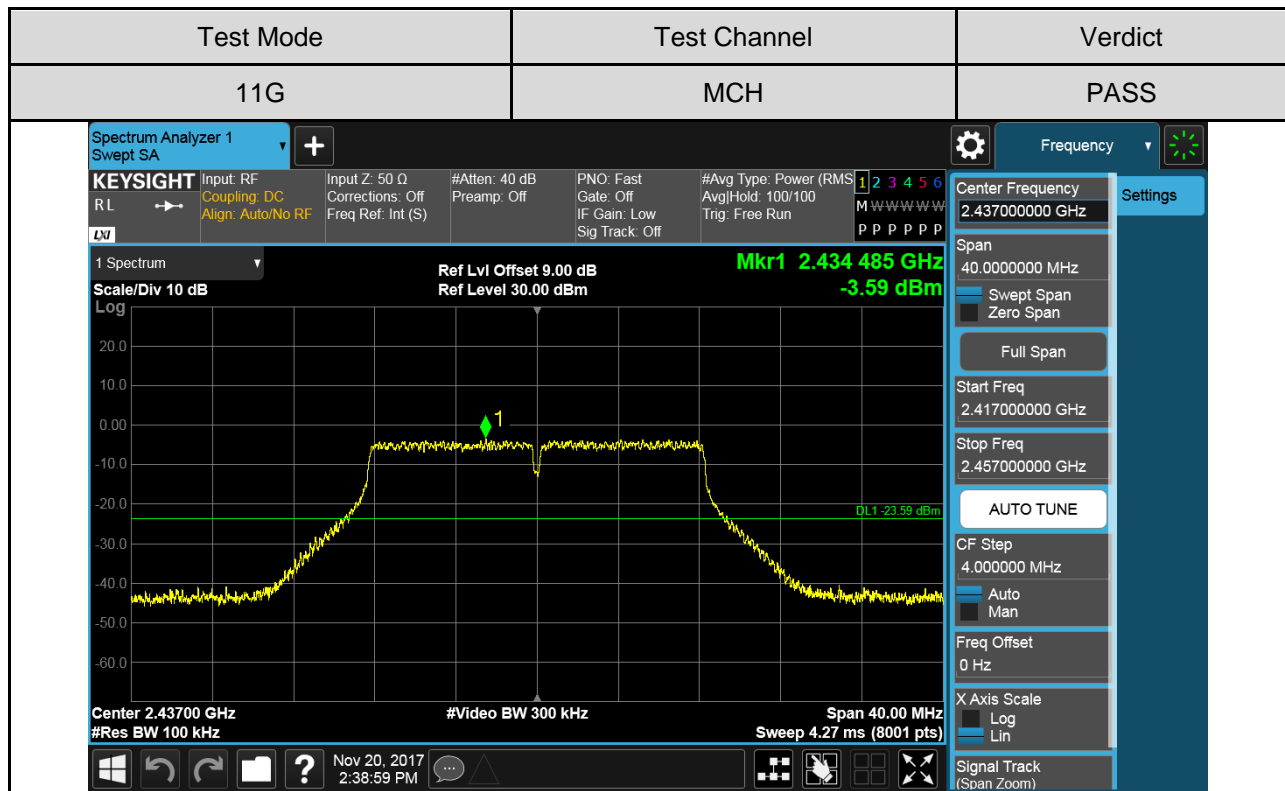 Test Mode Test Channel Verdict
11G MCH PASS
Spectrum Analyzer 1
Swept SA
+
Frequency
KEYSIGHT
RL
LXI
Input: RF
Coupling: DC
Align: Auto/No RF
Input Z: 50 Ω
Corrections: Off
Freq Ref: Int (S)
#Atten: 40 dB
Preamp: Off
PNO: Fast
Gate: Off
IF Gain: Low
Sig Track: Off
#Avg Type: Power (RMS
Avg|Hold: 100/100
Trig: Free Run
1 2 3 4 5 6
M W W W W W
P P P P P P
1 Spectrum
Scale/Div 10 dB
Log
Ref Lvl Offset 9.00 dB
Ref Level 30.00 dBm
Mkr1 2.434 485 GHz
-3.59 dBm
20.0
10.0
0.00
-10.0
-20.0
-30.0
-40.0
-50.0
-60.0
1
DL1 -23.59 dBm
Center 2.43700 GHz
#Res BW 100 kHz
#Video BW 300 kHz
Span 40.00 MHz
Sweep 4.27 ms (8001 pts)
?
Nov 20, 2017
2:38:59 PM
Center Frequency
2.437000000 GHz
Settings
Span
40.0000000 MHz
Swept Span
Zero Span
Full Span
Start Freq
2.417000000 GHz
Stop Freq
2.457000000 GHz
AUTO TUNE
CF Step
4.000000 MHz
Auto
Man
Freq Offset
0 Hz
X Axis Scale
Log
Lin
Signal Track
(Span Zoom)